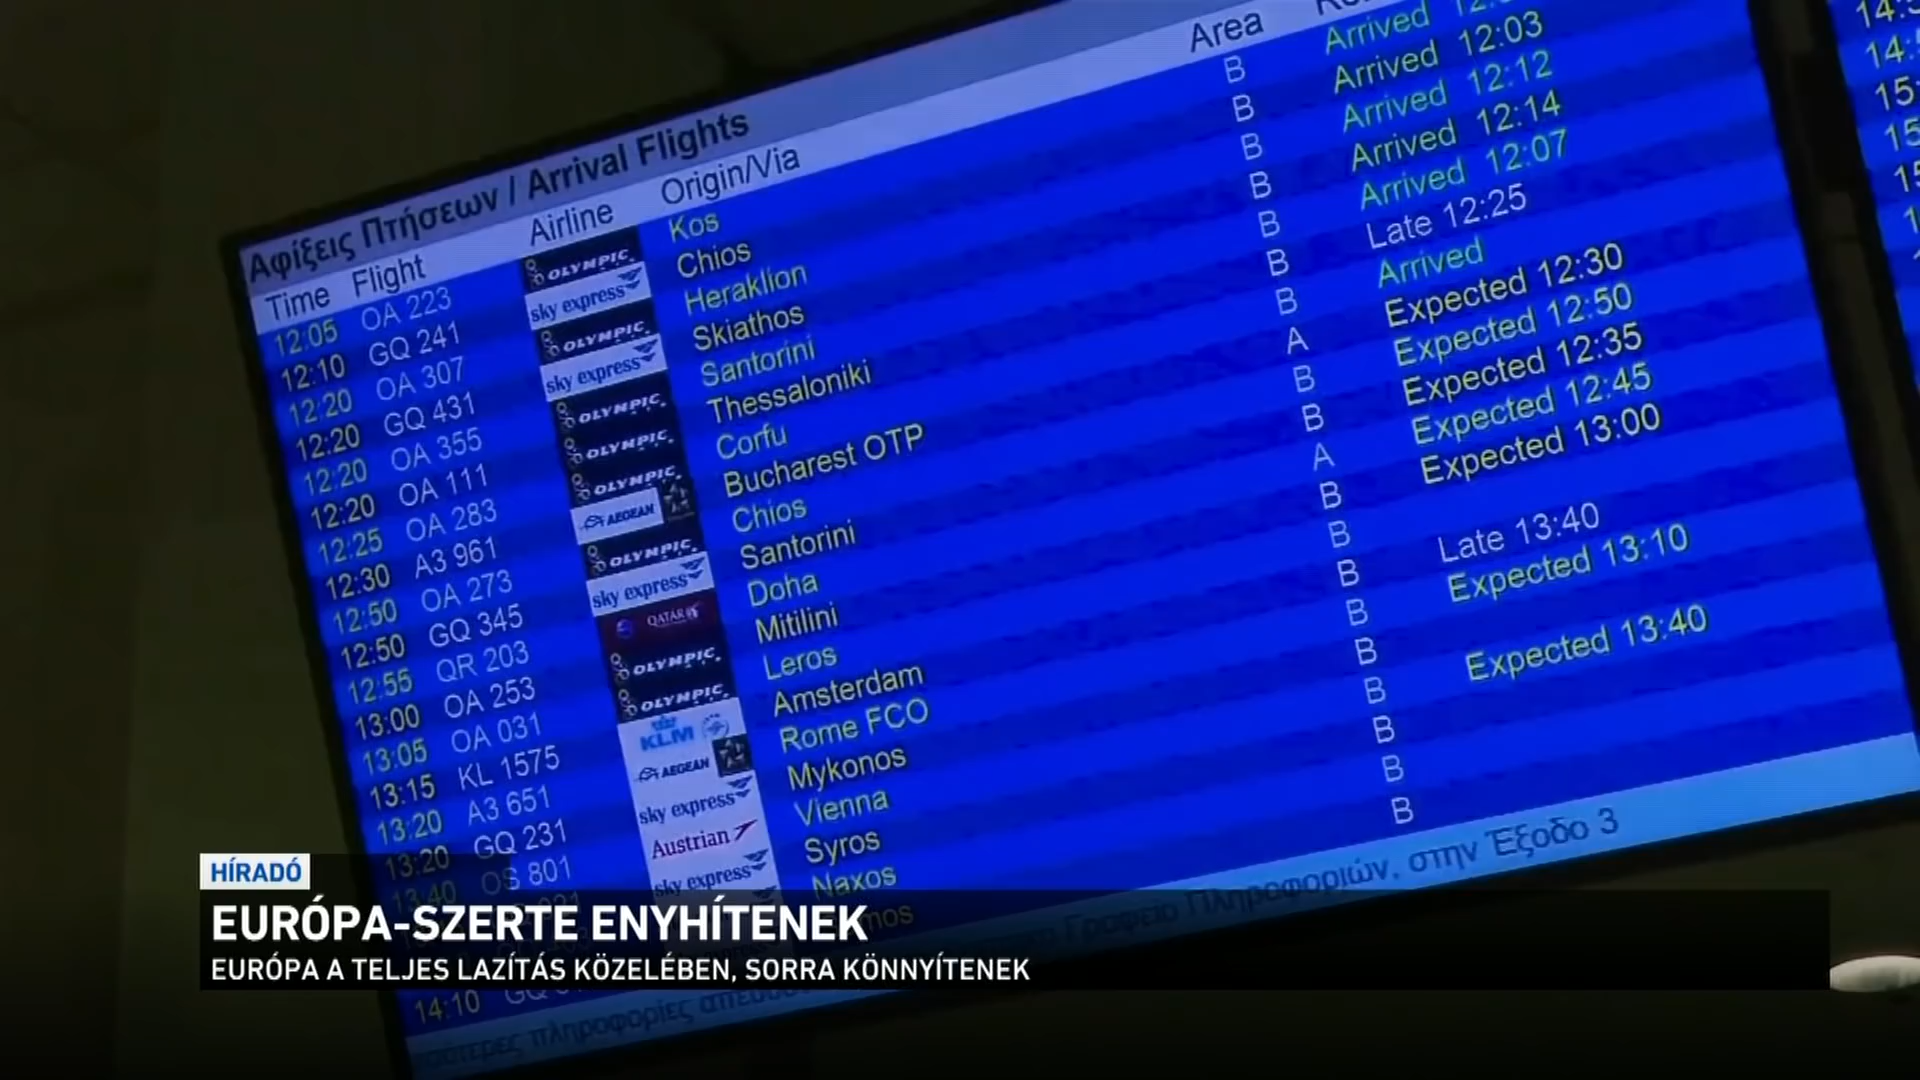 Αφίξεις Πτήσεων / Arrival Flights
Time Flight Airline Origin/Via Area
12:05 OA 223 OLYMPIC Kos B Arrived
12:10 GQ 241 sky express Chios B Arrived 12:03
12:20 OA 307 OLYMPIC Heraklion B Arrived 12:12
12:20 GQ 431 sky express Skiathos B Arrived 12:14
12:20 OA 355 OLYMPIC Santorini B Arrived 12:07
12:20 OA 111 OLYMPIC Thessaloniki B Late 12:25
12:25 OA 283 OLYMPIC Corfu B Arrived
12:30 A3 961 AEGEAN Bucharest OTP A Expected 12:30
12:50 OA 273 OLYMPIC Chios B Expected 12:50
12:50 GQ 345 sky express Santorini B Expected 12:35
12:55 QR 203 QATAR Doha A Expected 12:45
13:00 OA 253 OLYMPIC Mitilini B Expected 13:00
13:05 OA 031 OLYMPIC Leros B
13:15 KL 1575 KLM Amsterdam B Late 13:40
13:20 A3 651 AEGEAN Rome FCO B Expected 13:10
13:20 GQ 231 sky express Mykonos B
13:40 OS 801 Austrian Vienna B Expected 13:40
sky express Syros B
Naxos B
B
14:10 GQ
πληροφορίες Γραφείο Πληροφοριών, στην Έξοδο 3
HÍRADÓ
EURÓPA-SZERTE ENYHÍTENEK
EURÓPA A TELJES LAZÍTÁS KÖZELÉBEN, SORRA KÖNNYÍTENEK